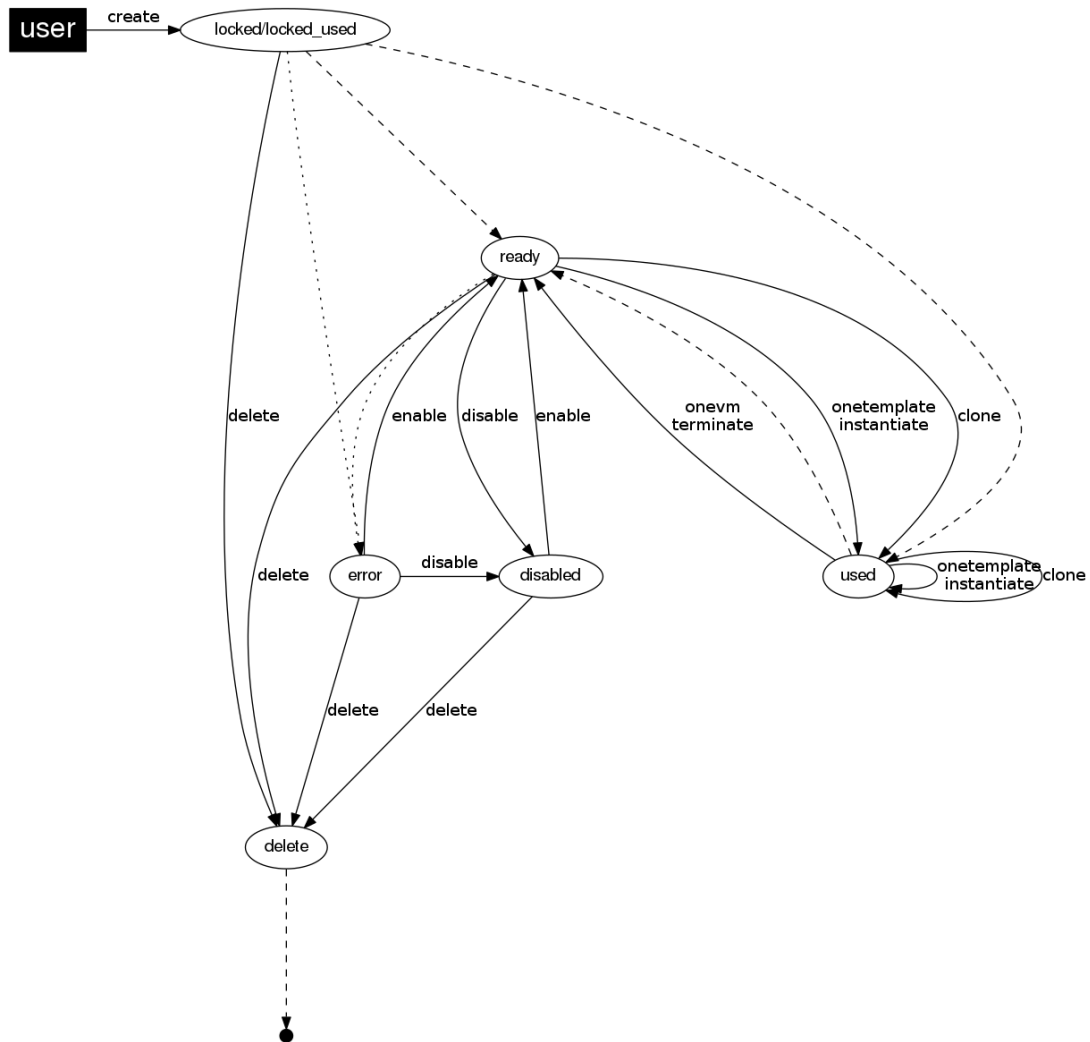 user
create
locked/locked_used
ready
delete
enable
disable
enable
onevm
terminate
onetemplate
instantiate
clone
delete
error
disable
disabled
used
onetemplate
instantiate
clone
delete
delete
delete